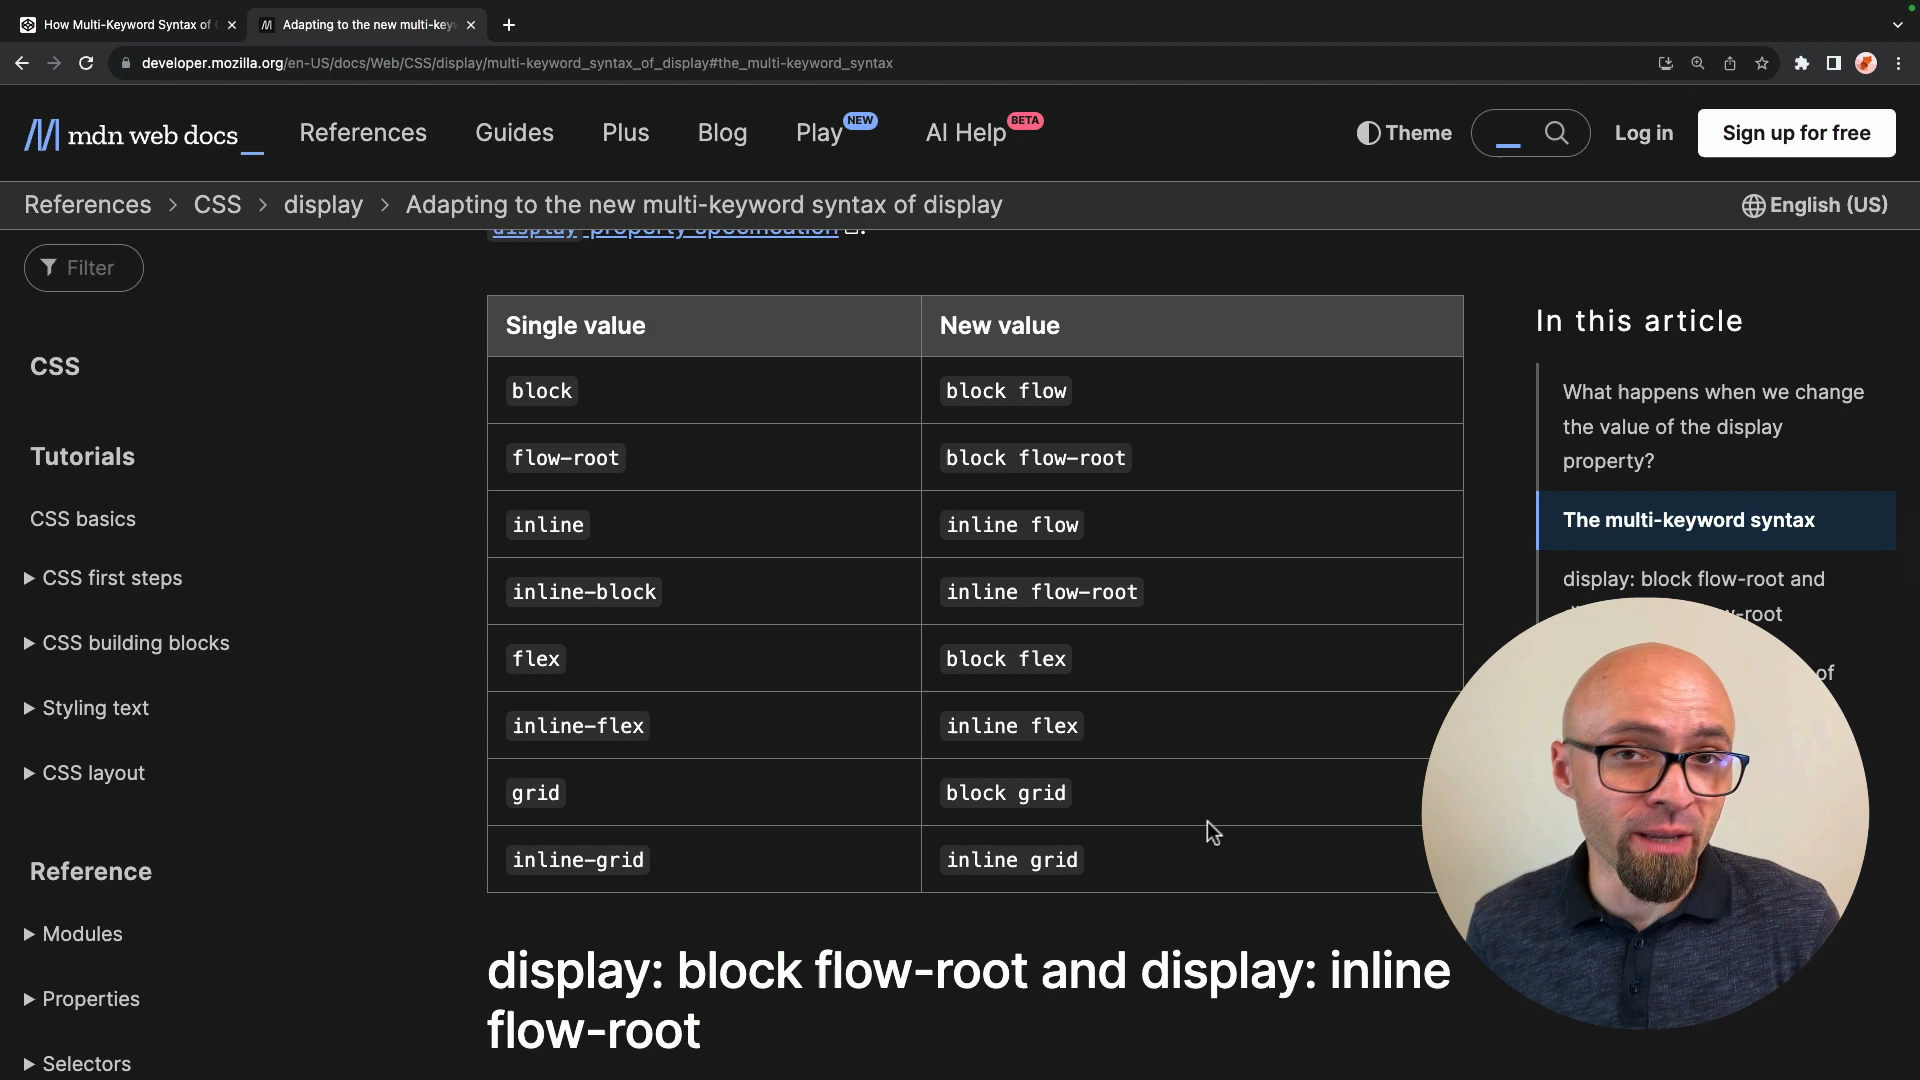 How Multi-Keyword Syntax of
Adapting to the new multi-key
developer.mozilla.org/en-US/docs/Web/CSS/display/multi-keyword_syntax_of_display#the_multi-keyword_syntax
mdn web docs
References
Guides
Plus
Blog
Play NEW
AI Help BETA
Theme
Log in
Sign up for free
References > CSS > display > Adapting to the new multi-keyword syntax of display
English (US)
display property specification.
Filter
CSS
Tutorials
CSS basics
CSS first steps
CSS building blocks
Styling text
CSS layout
Reference
Modules
Properties
Selectors
Single value New value
block block flow
flow-root block flow-root
inline inline flow
inline-block inline flow-root
flex block flex
inline-flex inline flex
grid block grid
inline-grid inline grid
display: block flow-root and display: inline
flow-root
In this article
What happens when we change
the value of the display
property?
The multi-keyword syntax
display: block flow-root and
-root
of